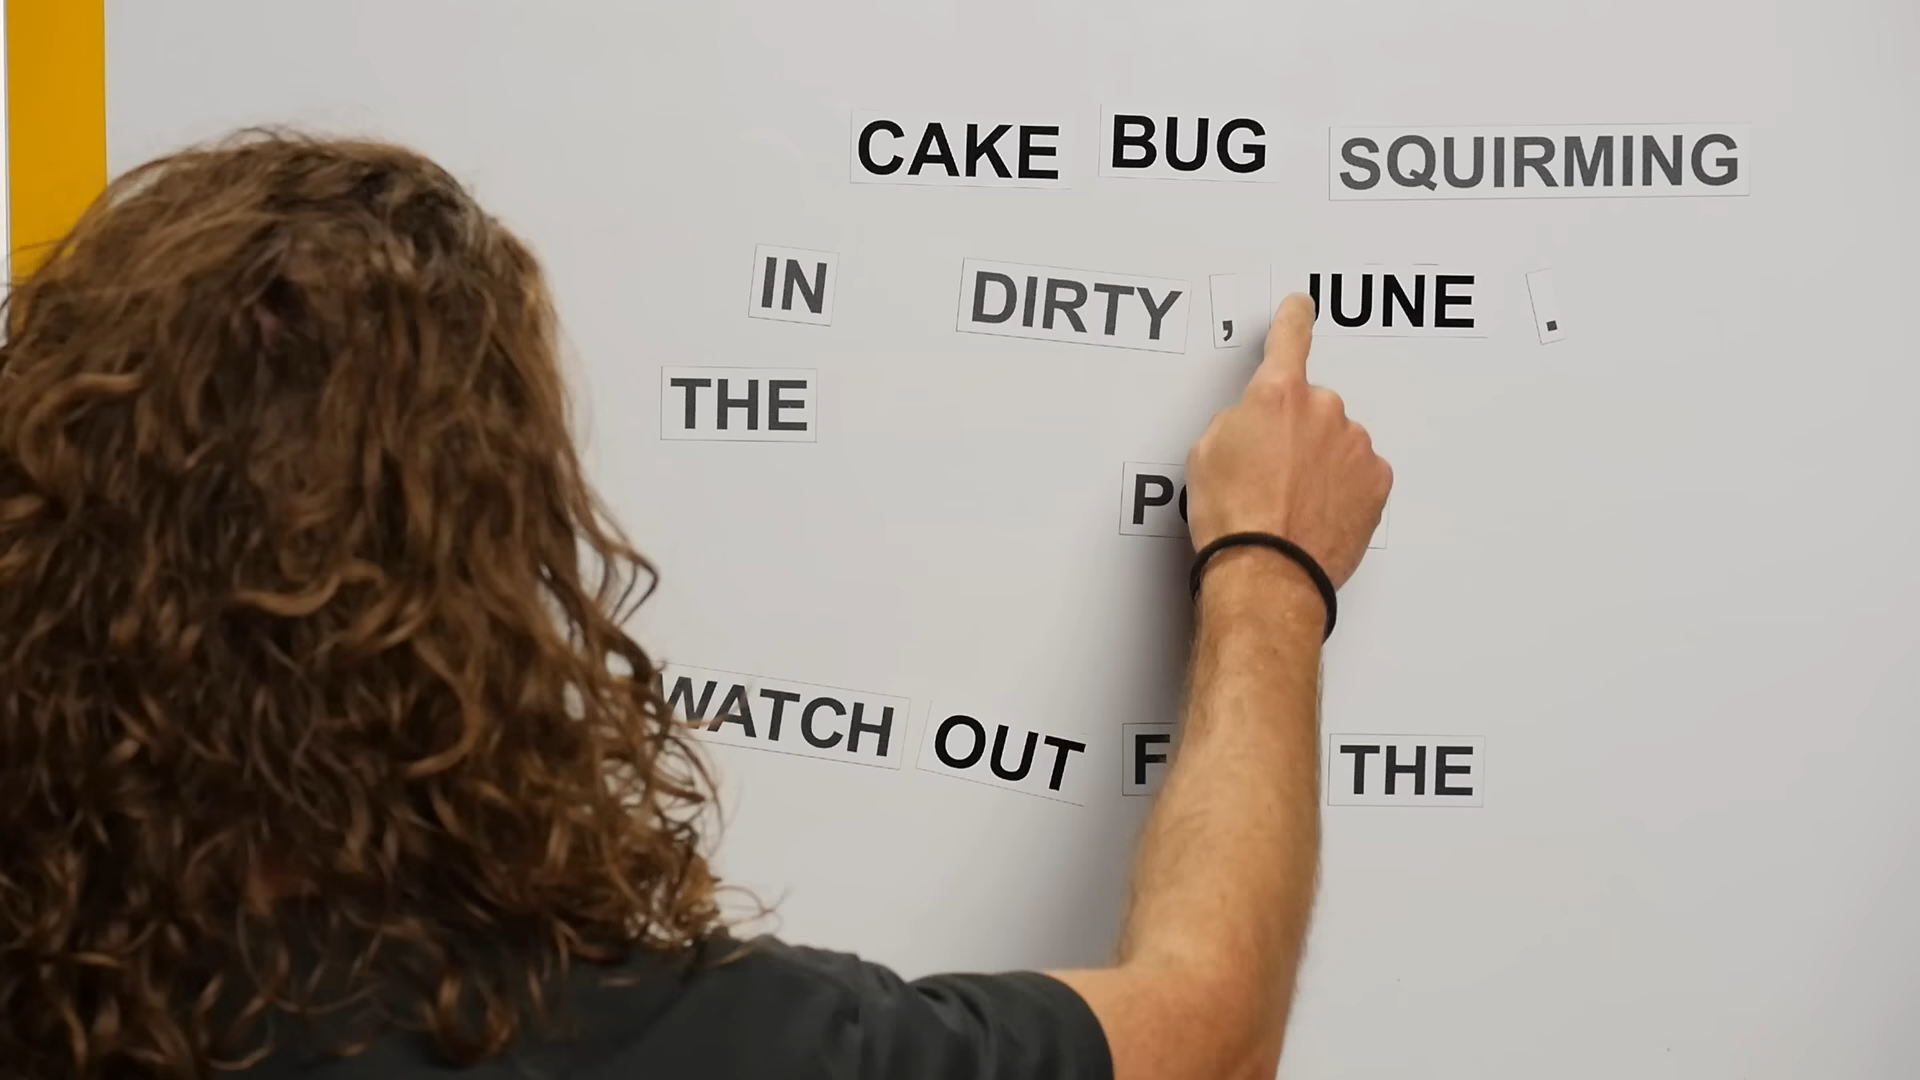 CAKE BUG SQUIRMING
IN DIRTY , JUNE .
THE
WATCH OUT THE